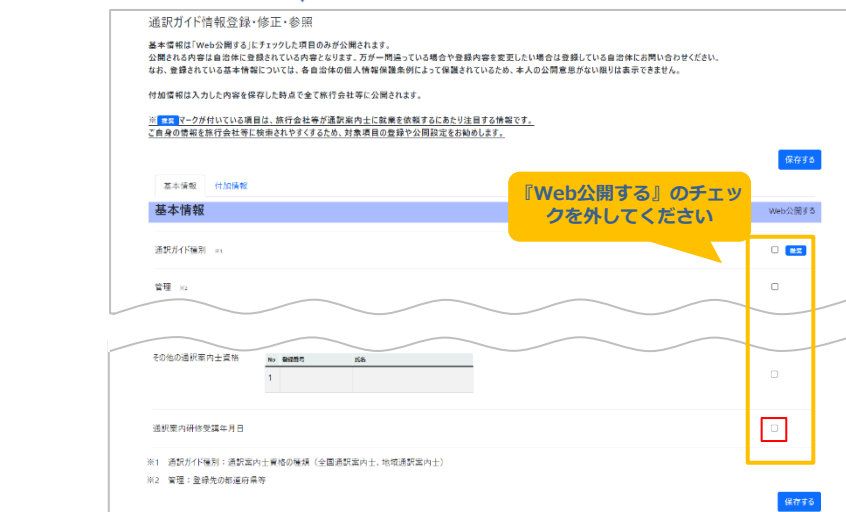 通訳ガイド情報登録・修正・参照
基本情報は「Web公開する」にチェックした項目のみが公開されます。
公開される内容は自治体に登録されている内容となります。万が一間違っている場合や登録内容を変更したい場合は登録している自治体にお問い合わせください。
なお、登録されている基本情報については、各自治体の個人情報保護条例によって保護されているため、本人の公開意思がない限りは表示できません。
付加情報は入力した内容を保存した時点で全て旅行会社等に公開されます。
※ 推奨 マークが付いている項目は、旅行会社等が通訳案内士に就業を依頼するにあたり注目する情報です。
ご自身の情報を旅行会社等に検索されやすくするため、対象項目の登録や公開設定をお勧めします。
保存する
基本情報 付加情報
『Web公開する』のチェッ
クを外してください
基本情報 Web公開する
通訳ガイド種別 ※1 推奨
管理 ※2
その他の通訳案内士資格 No 登録番号 氏名
1
通訳案内研修受講年月日
※1 通訳ガイド種別：通訳案内士資格の種類（全国通訳案内士、地域通訳案内士）
※2 管理：登録先の都道府県等
保存する